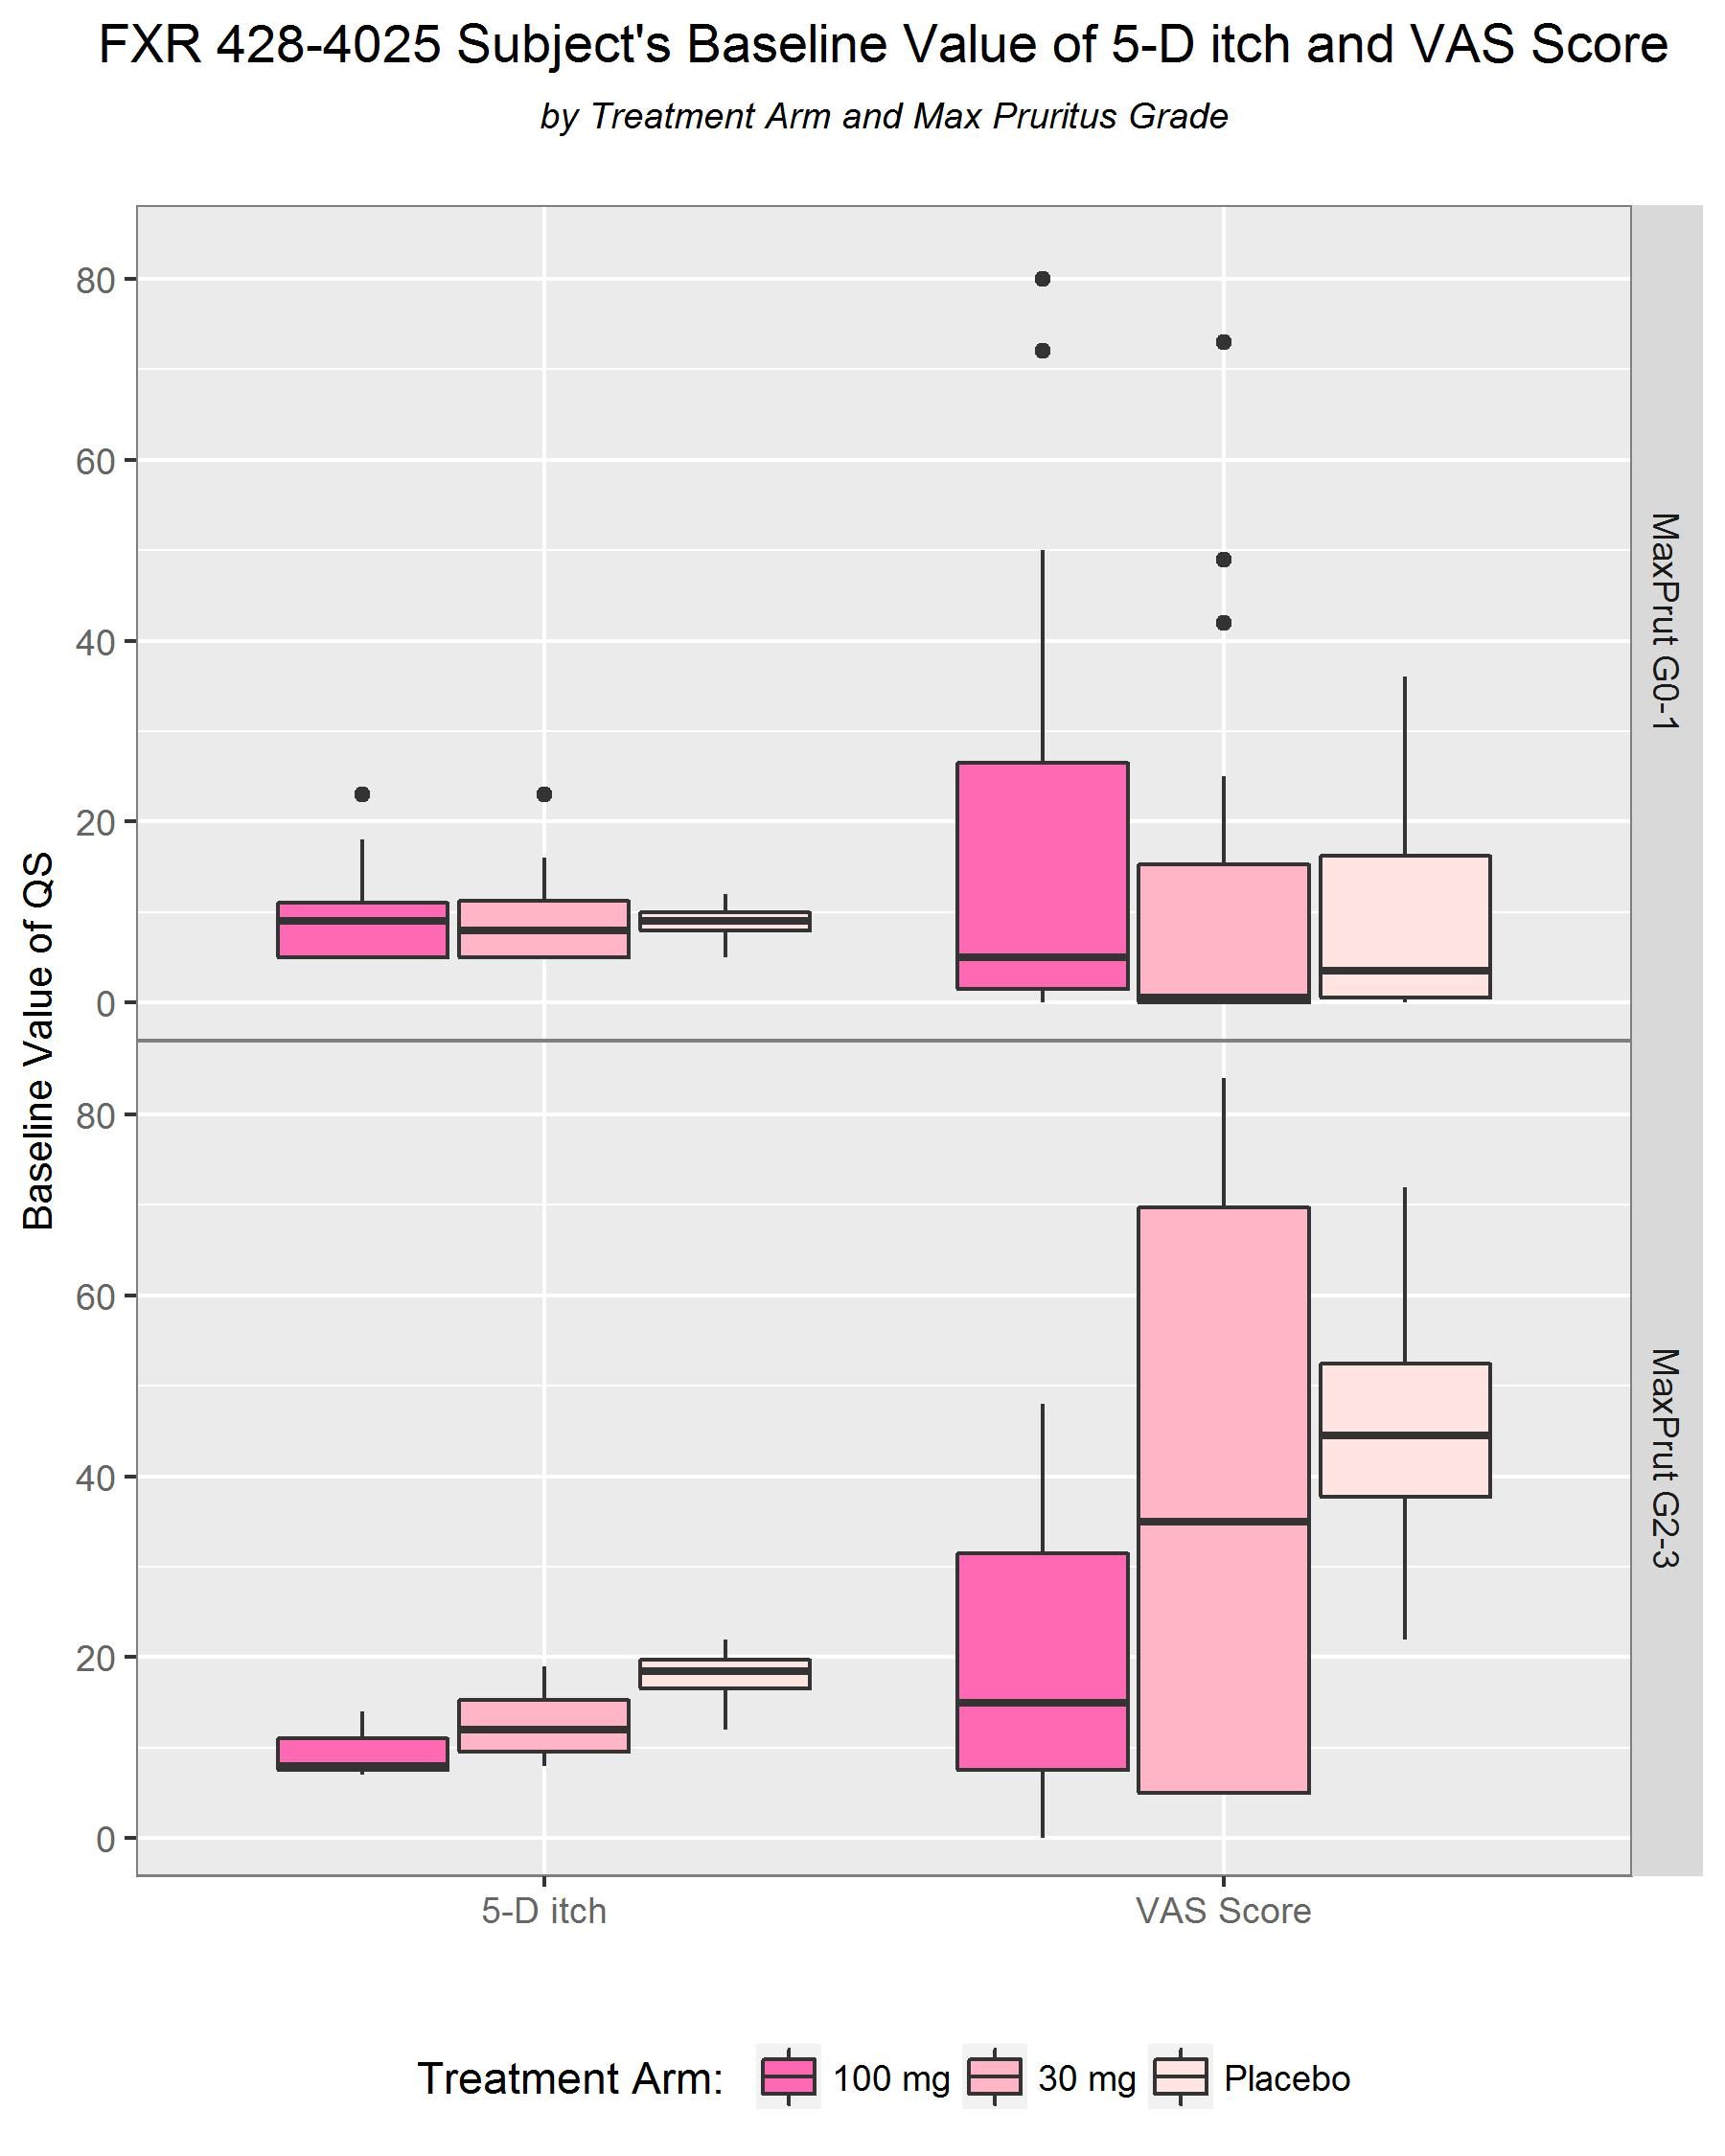 FXR 428-4025 Subject's Baseline Value of 5-D itch and VAS Score
by Treatment Arm and Max Pruritus Grade
Baseline Value of QS
80
60
40
20
0
MaxPrut G0-1
80
60
40
20
0
MaxPrut G2-3
5-D itch VAS Score
Treatment Arm: 100 mg 30 mg Placebo